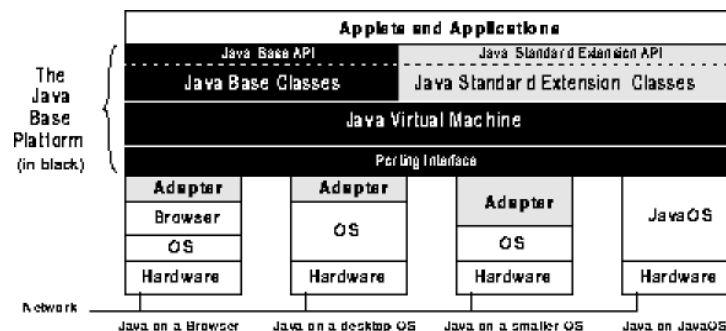 Applets and Applications
Java Base API
Java Standard Extension API
Java Base Classes
Java Standard Extension Classes
Java Virtual Machine
Porting Interface
The
Java
Base
Platform
(in black)
Adapter
Browser
OS
Hardware
Adapter
OS
Hardware
Adapter
OS
Hardware
JavaOS
Hardware
Network
Java on a Browser
Java on a desktop OS
Java on a smaller OS
Java on JavaOS